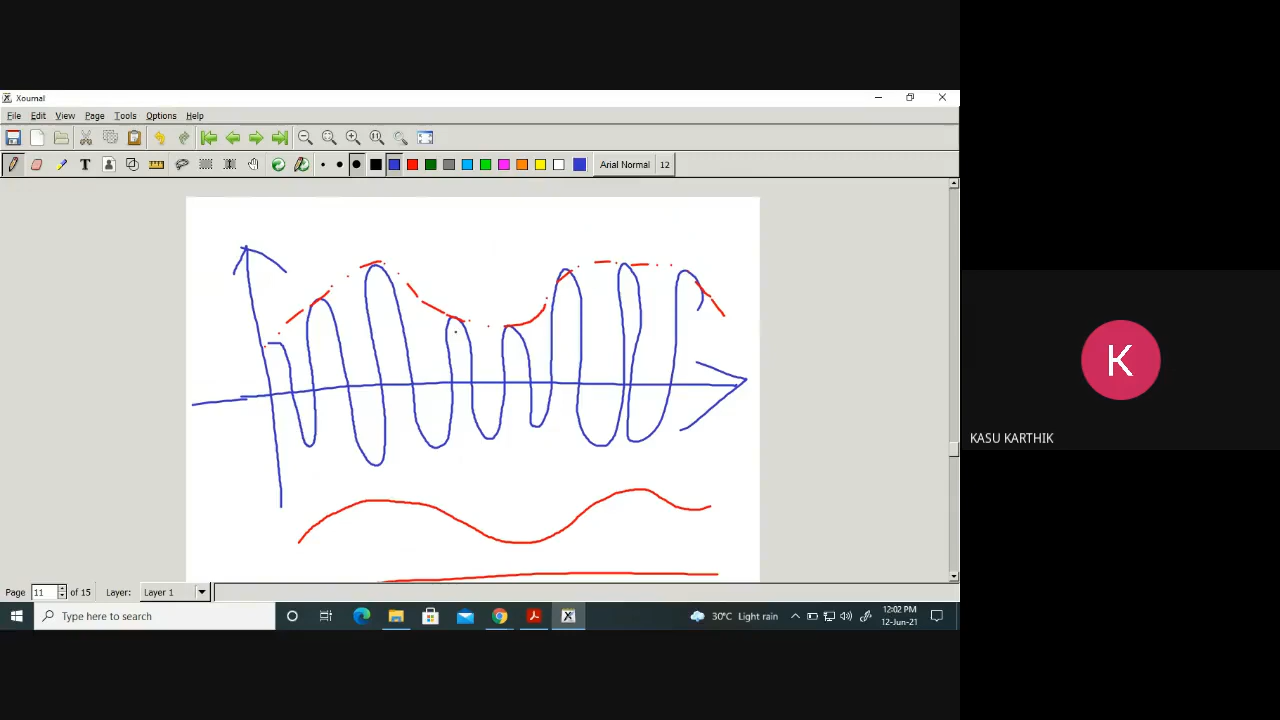 Xournal
File Edit View Page Tools Options Help
T Arial Normal 12
Page 11 of 15 Layer: Layer 1
Type here to search
30°C Light rain
12:02 PM
12-Jun-21
K
KASU KARTHIK